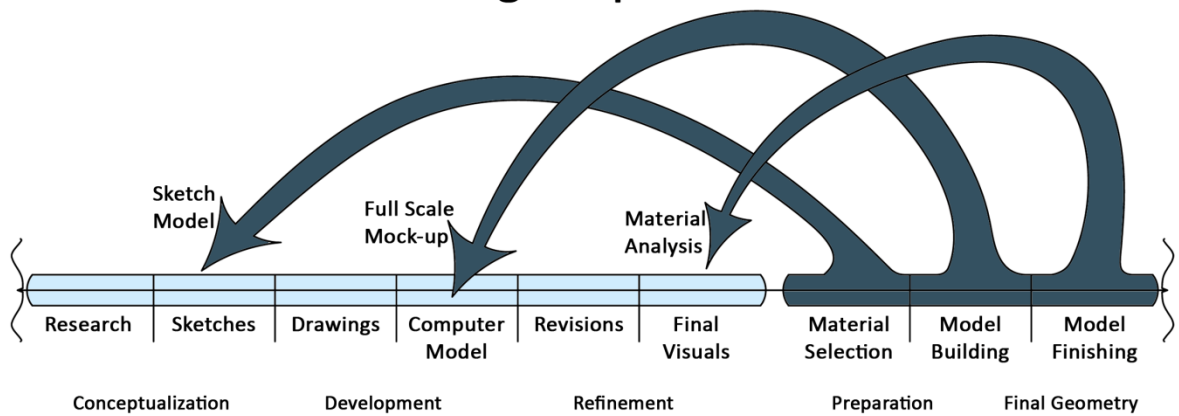 Sketch
Model
Full Scale
Mock-up
Material
Analysis
Research
Sketches
Drawings
Computer
Model
Revisions
Final
Visuals
Material
Selection
Model
Building
Model
Finishing
Conceptualization
Development
Refinement
Preparation
Final Geometry